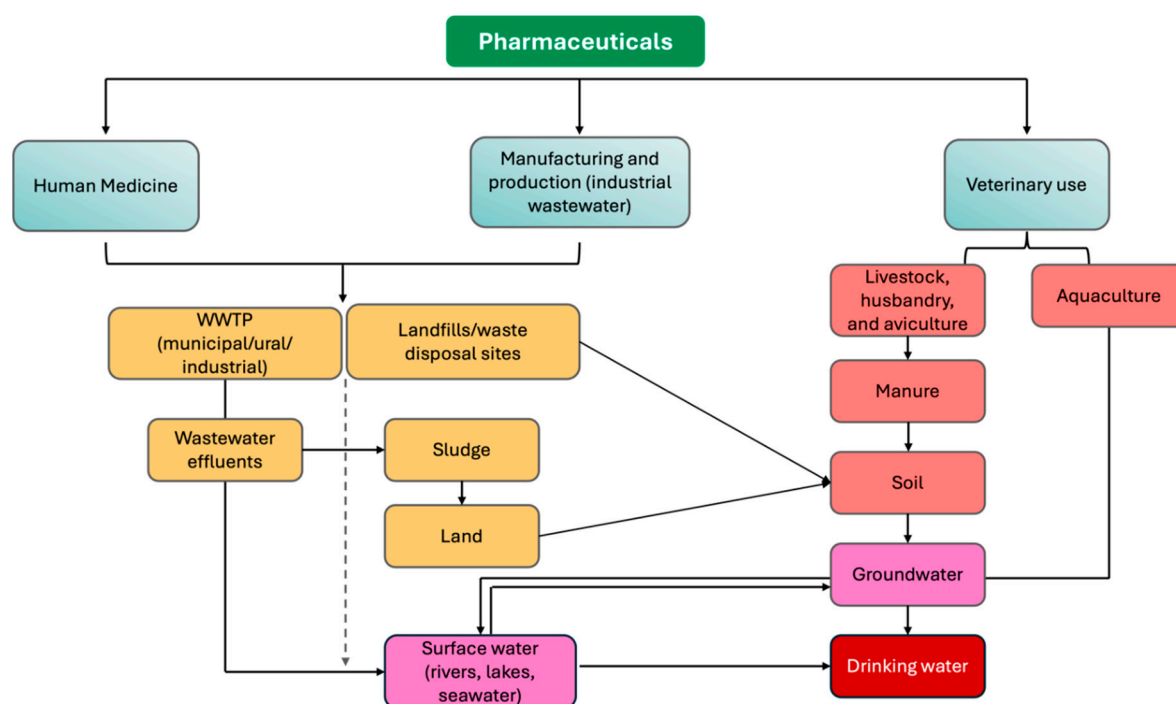 Pharmaceuticals
Human Medicine
Manufacturing and
production (industrial
wastewater)
Veterinary use
Livestock,
husbandry,
and aviculture
Aquaculture
WWTP
(municipal/ural/
industrial)
Landfills/waste
disposal sites
Manure
Wastewater
effluents
Sludge
Soil
Land
Groundwater
Surface water
(rivers, lakes,
seawater)
Drinking water